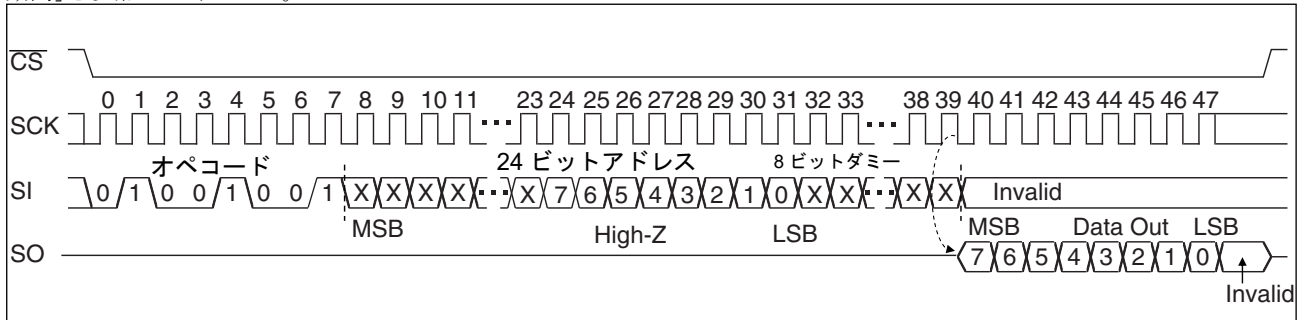 CS
0 1 2 3 4 5 6 7 8 9 10 11 23 24 25 26 27 28 29 30 31 32 33 38 39 40 41 42 43 44 45 46 47
SCK
オペコード 24 ビットアドレス 8 ビットダミー
SI 0 1 0 0 1 0 0 1 X X X X X 7 6 5 4 3 2 1 0 X X X X Invalid
MSB High-Z LSB MSB Data Out LSB
SO 7 6 5 4 3 2 1 0
Invalid